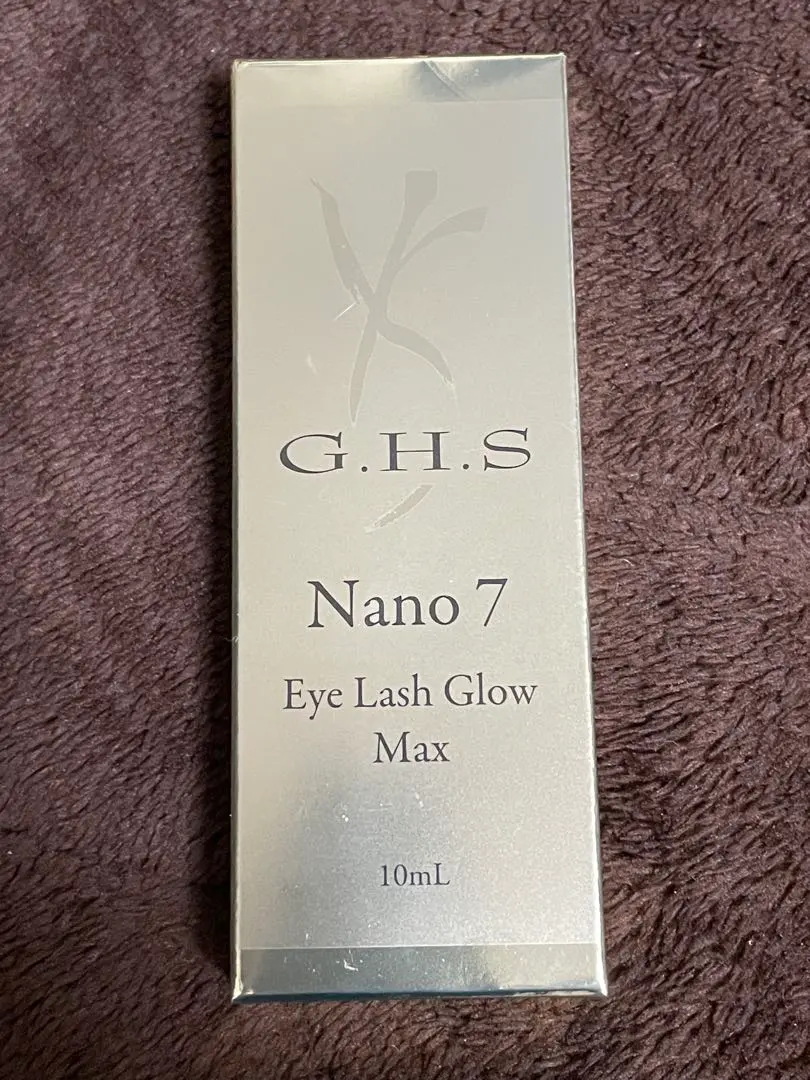 G.H.S
Nano 7
Eye Lash Glow
Max
10mL